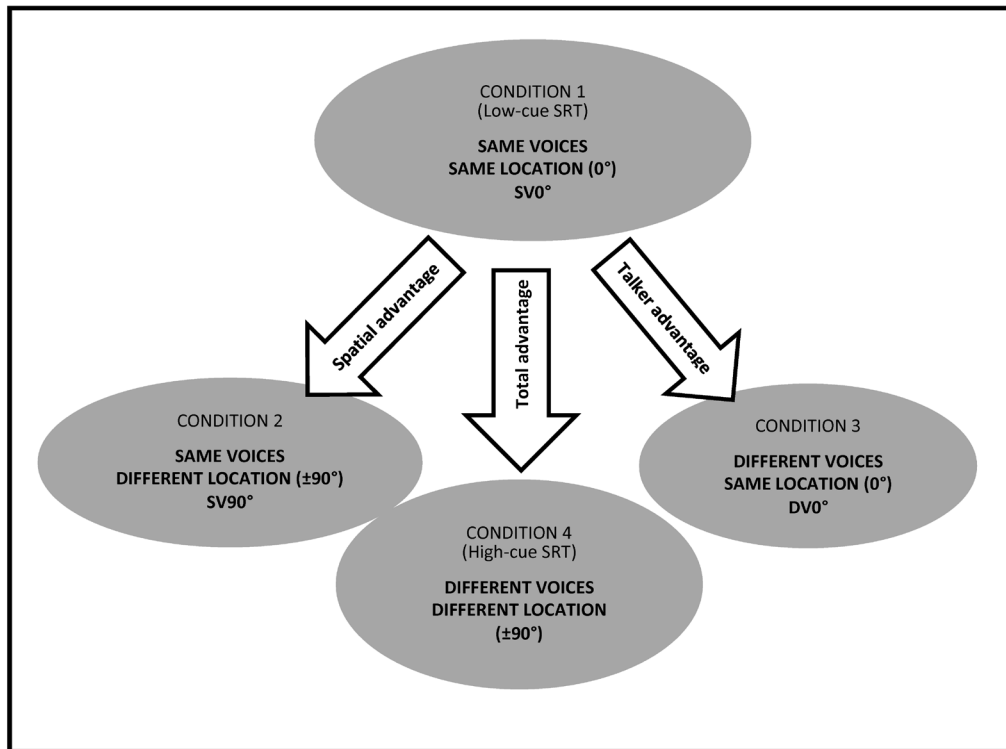 CONDITION 1
(Low-cue SRT)
SAME VOICES
SAME LOCATION (0°)
SV0°
Spatial advantage
Total advantage
Talker advantage
CONDITION 2
SAME VOICES
DIFFERENT LOCATION (±90°)
SV90°
CONDITION 3
DIFFERENT VOICES
SAME LOCATION (0°)
DV0°
CONDITION 4
(High-cue SRT)
DIFFERENT VOICES
DIFFERENT LOCATION
(±90°)